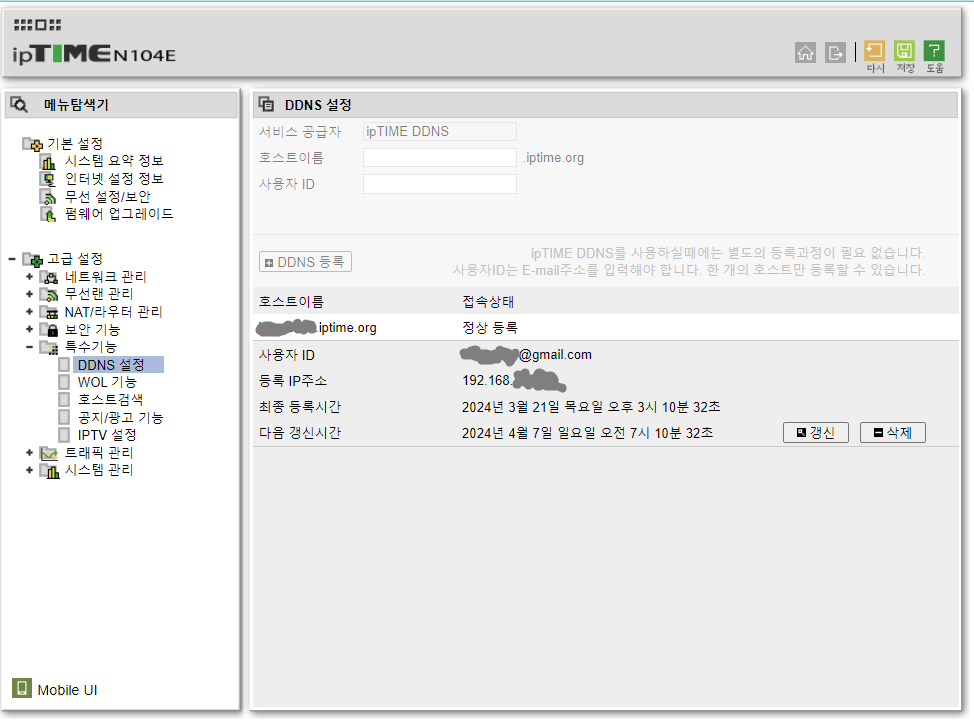 ipTIME N104E
다시 저장 도움
메뉴탐색기
기본 설정
시스템 요약 정보
인터넷 설정 정보
무선 설정/보안
펌웨어 업그레이드
고급 설정
네트워크 관리
무선랜 관리
NAT/라우터 관리
보안 기능
특수기능
DDNS 설정
WOL 기능
호스트검색
공지/광고 기능
IPTV 설정
트래픽 관리
시스템 관리
Mobile UI
DDNS 설정
서비스 공급자 ipTIME DDNS
호스트이름 .iptime.org
사용자 ID
DDNS 등록
ipTIME DDNS를 사용하실때에는 별도의 등록과정이 필요 없습니다.
사용자ID는 E-mail주소를 입력해야 합니다. 한 개의 호스트만 등록할 수 있습니다.
호스트이름 접속상태
.iptime.org 정상 등록
사용자 ID @gmail.com
등록 IP주소 192.168.
최종 등록시간 2024년 3월 21일 목요일 오후 3시 10분 32초
다음 갱신시간 2024년 4월 7일 일요일 오전 7시 10분 32초 갱신 삭제